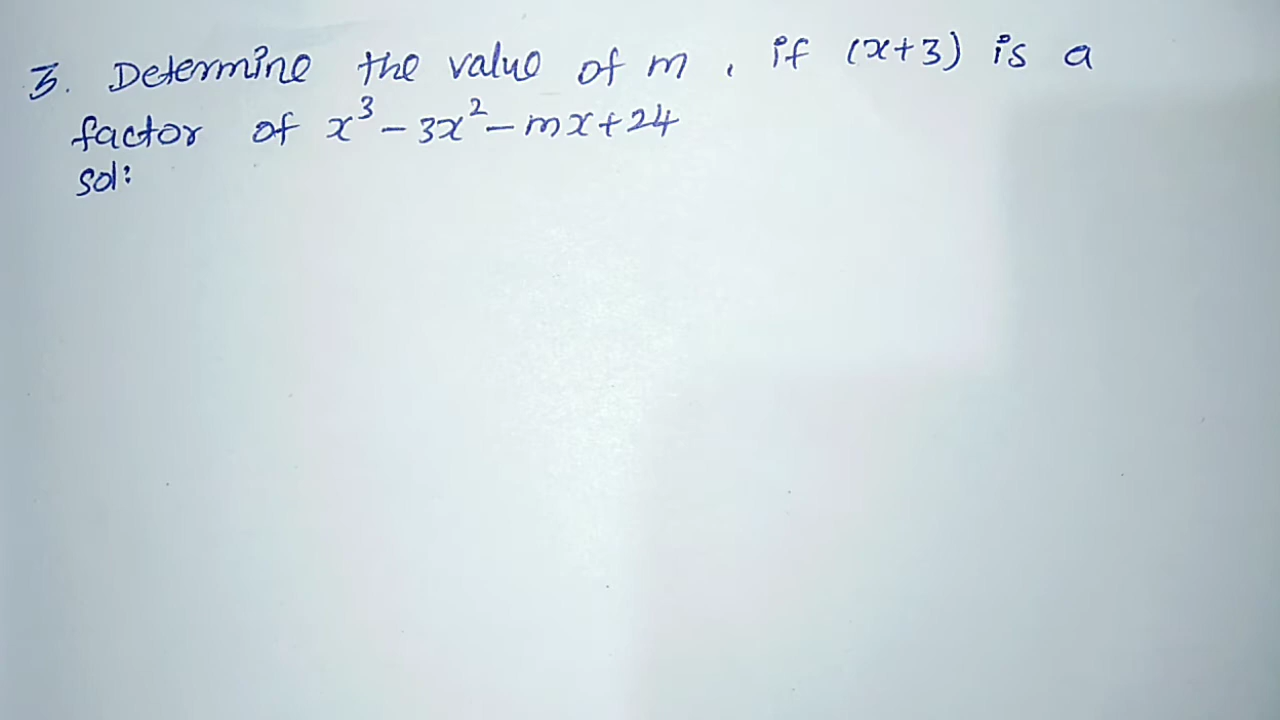 3. Determine the value of m, if (x+3) is a
factor of x³-3x²-mx+24
Sol: